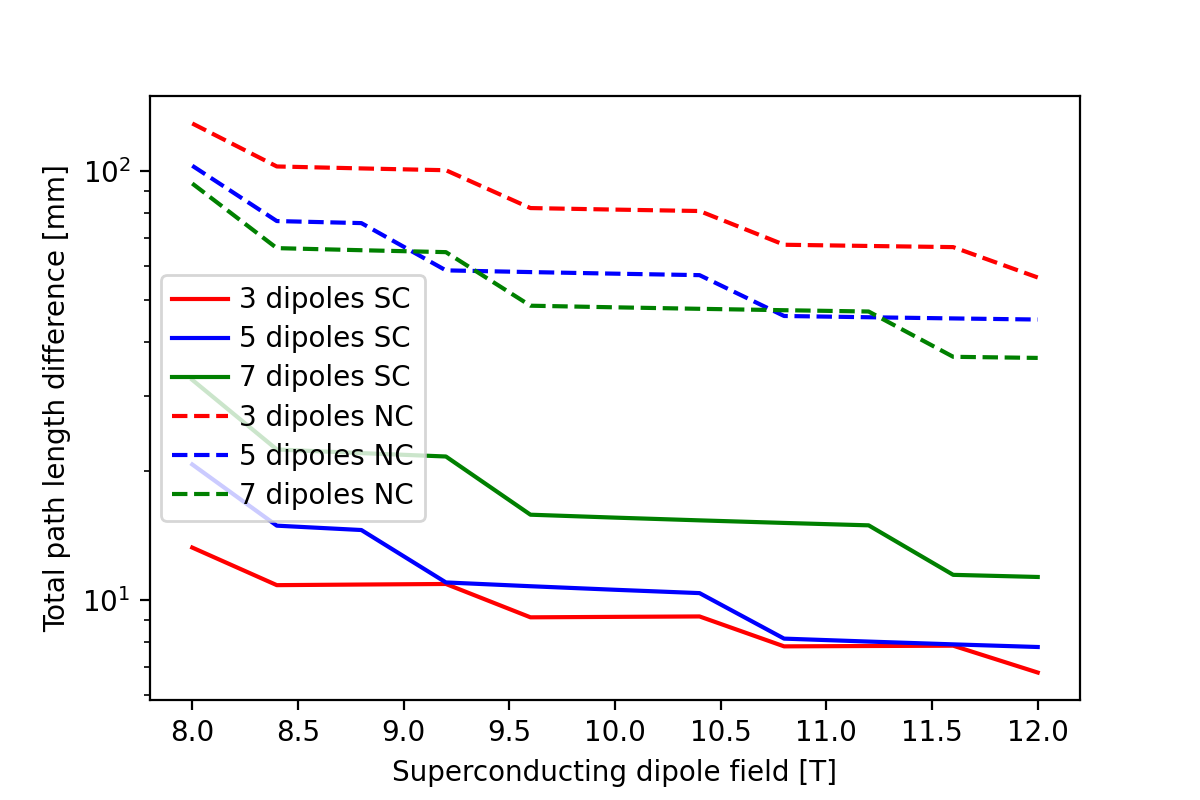 Total path length difference [mm]
10²
10¹
3 dipoles SC
5 dipoles SC
7 dipoles SC
3 dipoles NC
5 dipoles NC
7 dipoles NC
8.0 8.5 9.0 9.5 10.0 10.5 11.0 11.5 12.0
Superconducting dipole field [T]